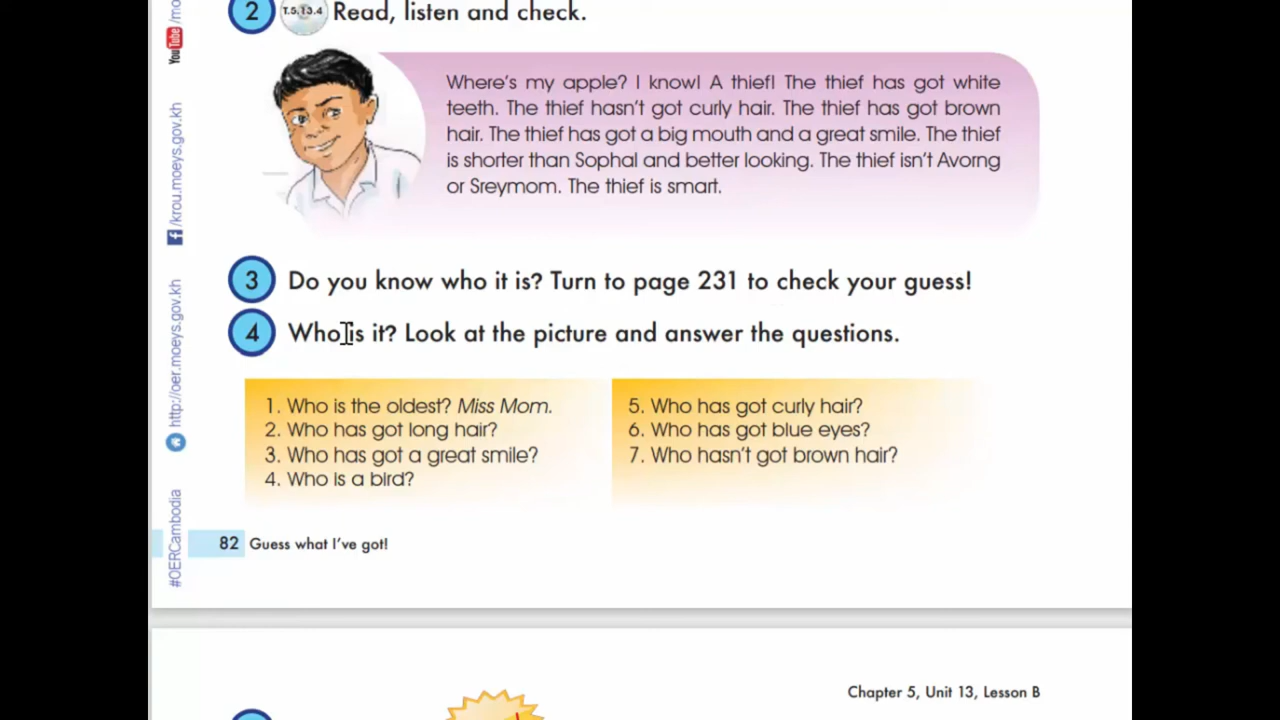 2 T.5.13.4 Read, listen and check.
Where's my apple? I know! A thief! The thief has got white
teeth. The thief hasn't got curly hair. The thief has got brown
hair. The thief has got a big mouth and a great smile. The thief
is shorter than Sophal and better looking. The thief isn't Avorng
or Sreymom. The thief is smart.
3 Do you know who it is? Turn to page 231 to check your guess!
4 Who is it? Look at the picture and answer the questions.
1. Who is the oldest? Miss Mom.
2. Who has got long hair?
3. Who has got a great smile?
4. Who is a bird?
5. Who has got curly hair?
6. Who has got blue eyes?
7. Who hasn't got brown hair?
82 Guess what I've got!
Chapter 5, Unit 13, Lesson B
YouTube /mo
/krou.moeys.gov.kh
http://oer.moeys.gov.kh
#OERCambodia